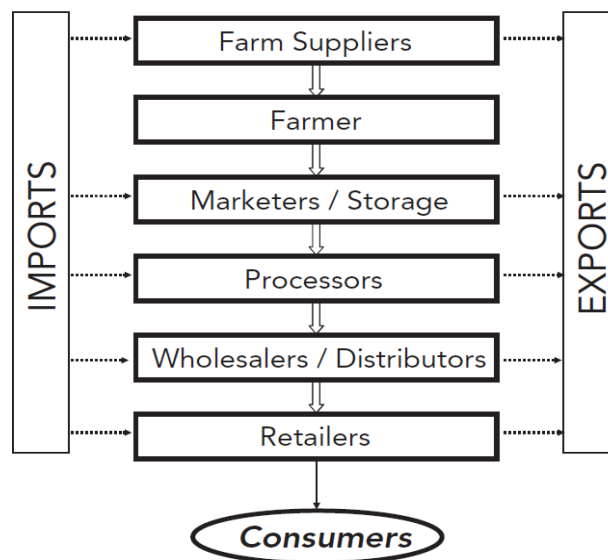 IMPORTS
Farm Suppliers
Farmer
Marketers / Storage
Processors
Wholesalers / Distributors
Retailers
Consumers
EXPORTS